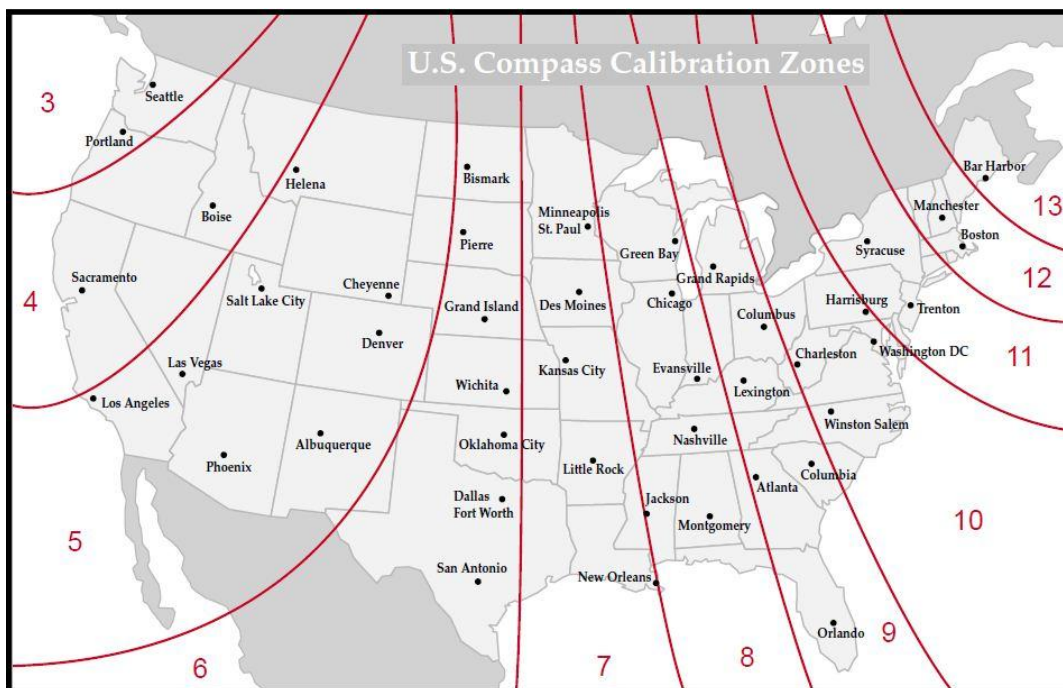 U.S. Compass Calibration Zones
3
Seattle
Portland
Helena
Bismark
Bar Harbor
13
Boise
Minneapolis
St. Paul
Manchester
Pierre
Green Bay
Syracuse
Boston
Sacramento
4
Salt Lake City
Cheyenne
Grand Island
Des Moines
Chicago
Grand Rapids
12
Harrisburg
Trenton
Columbus
Denver
Washington DC
11
Las Vegas
Kansas City
Evansville
Charleston
Los Angeles
Wichita
Lexington
Albuquerque
Oklahoma City
Nashville
Winston Salem
Phoenix
Little Rock
Columbia
Atlanta
Dallas
Fort Worth
Jackson
Montgomery
10
5
San Antonio
New Orleans
Orlando
9
6
7
8